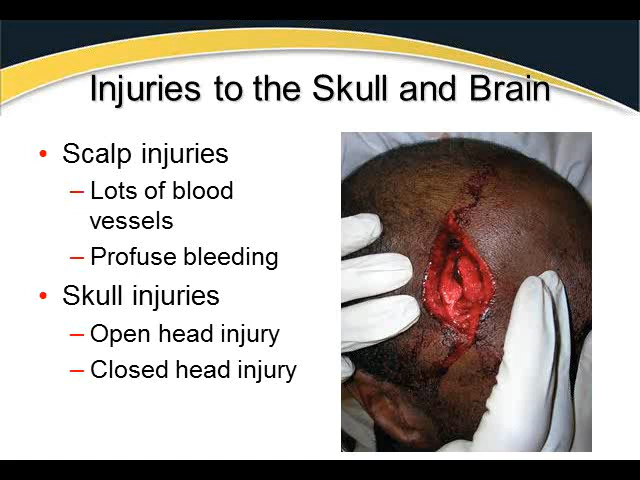 Injuries to the Skull and Brain
• Scalp injuries
– Lots of blood
vessels
– Profuse bleeding
• Skull injuries
– Open head injury
– Closed head injury